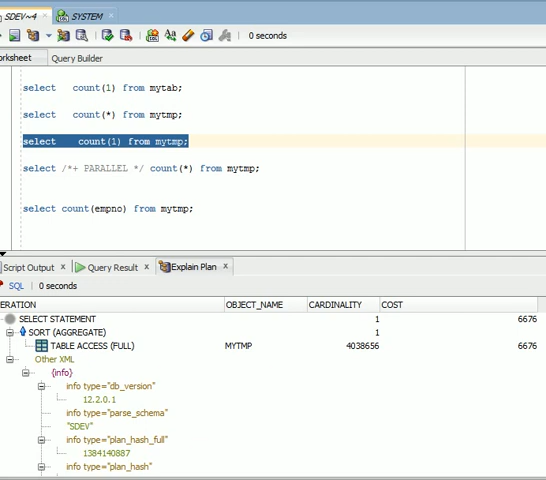 SDEV~4 SYSTEM
0 seconds
orksheet Query Builder
select count(1) from mytab;
select count(*) from mytmp;
select count(1) from mytmp;
select /*+ PARALLEL */ count(*) from mytmp;
select count(empno) from mytmp;
Script Output x Query Result x Explain Plan x
SQL 0 seconds
ERATION OBJECT_NAME CARDINALITY COST
SELECT STATEMENT 1 6676
SORT (AGGREGATE) 1
TABLE ACCESS (FULL) MYTMP 4038656 6676
Other XML
{info}
info type="db_version"
12.2.0.1
info type="parse_schema"
"SDEV"
info type="plan_hash_full"
1384140887
info type="plan_hash"